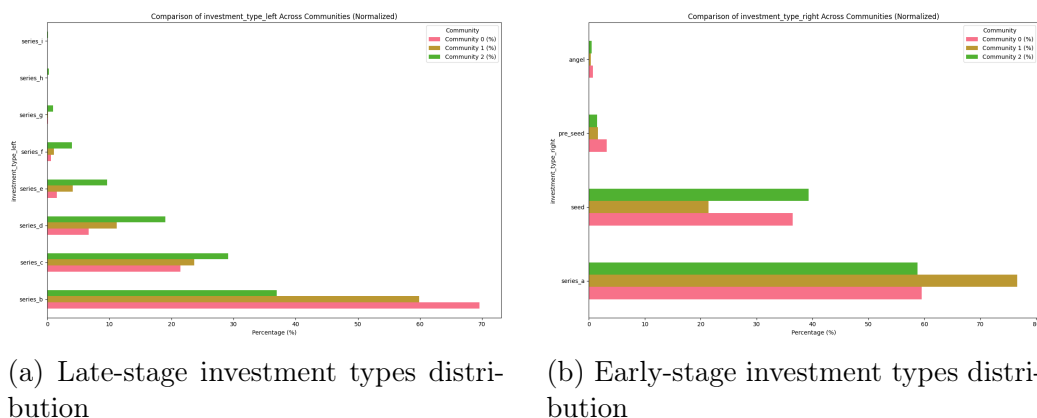 Comparison of investment_type_left Across Communities (Normalized)
Community
Community 0 (%)
Community 1 (%)
Community 2 (%)
series_i
series_h
series_g
series_f
series_e
series_d
series_c
series_b
investment_type_left
0 10 20 30 40 50 60 70
Percentage (%)
(a) Late-stage investment types distri-
bution
Comparison of investment_type_right Across Communities (Normalized)
Community
Community 0 (%)
Community 1 (%)
Community 2 (%)
angel
pre_seed
seed
series_a
investment_type_right
0 10 20 30 40 50 60 70 80
Percentage (%)
(b) Early-stage investment types distri-
bution